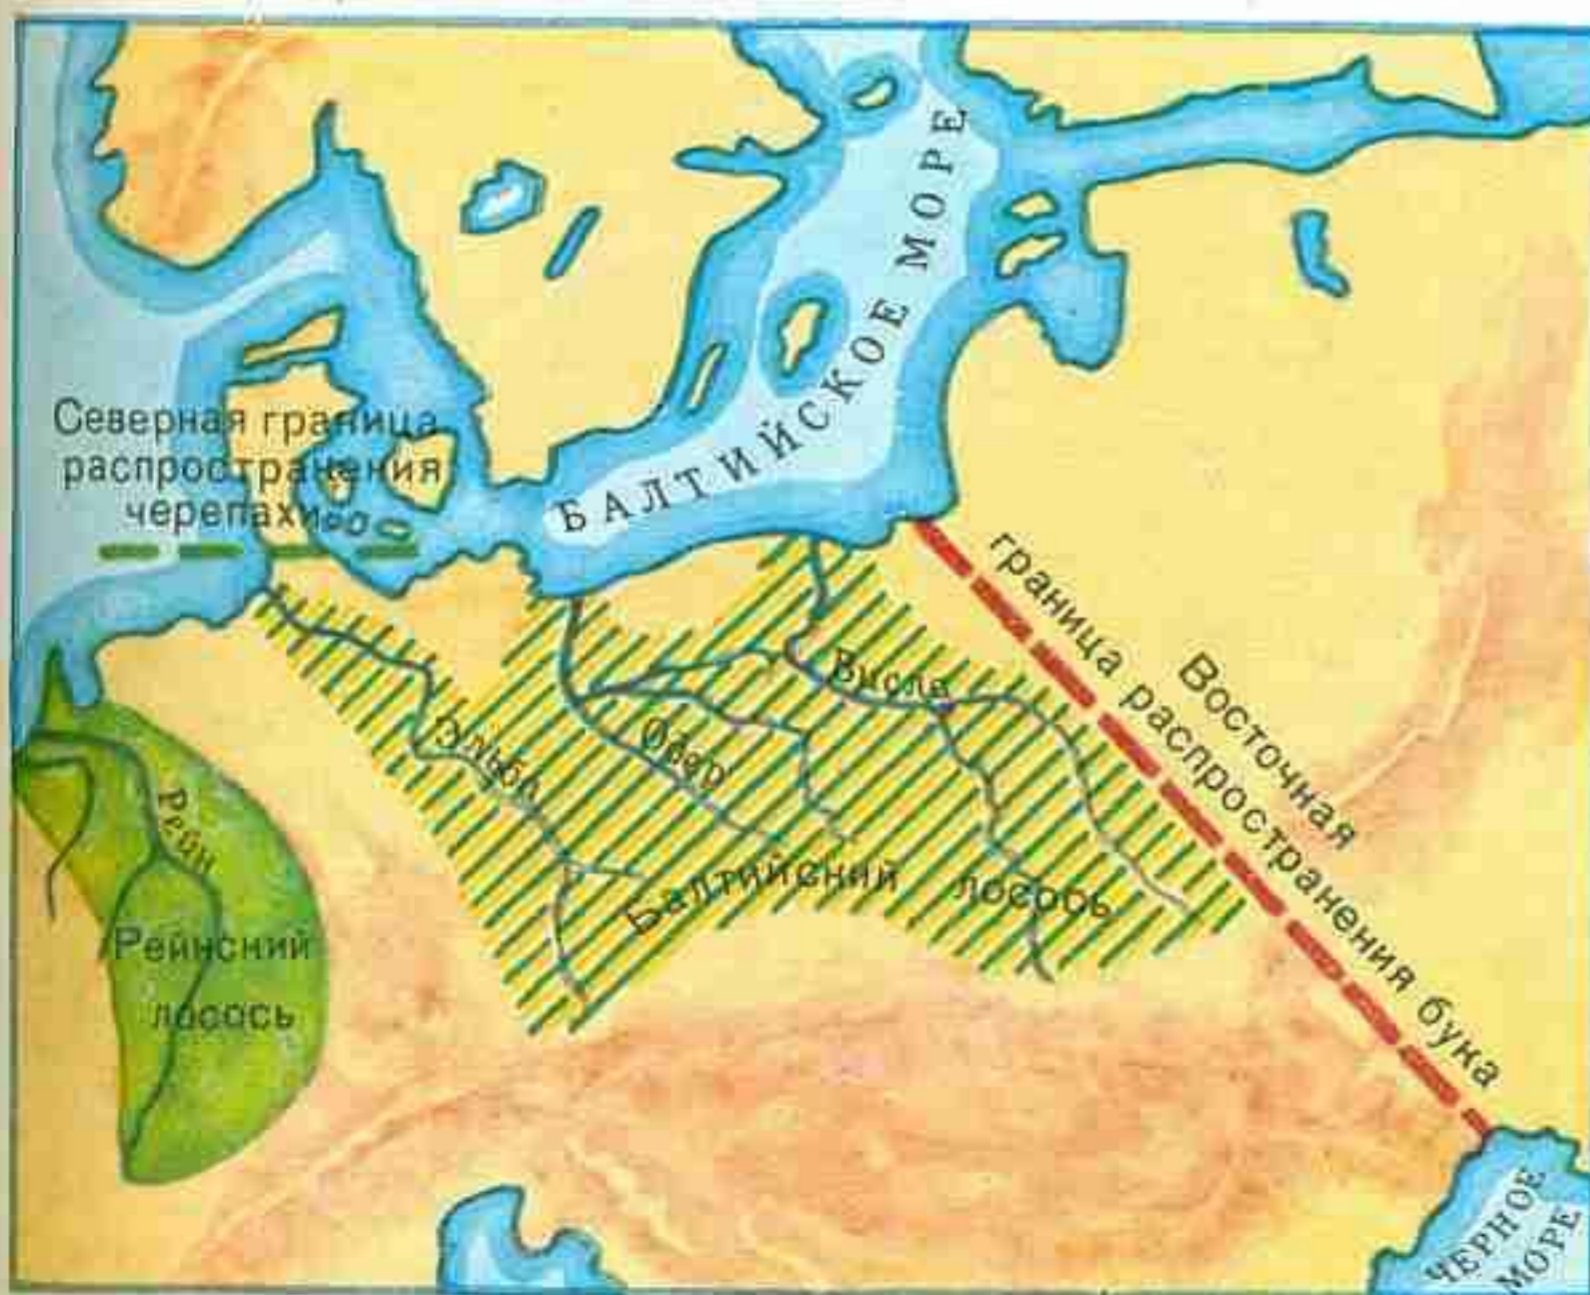 БАЛТИЙСКОЕ МОРЕ
Северная граница
распространения
черепахи
Восточная
граница распространения бука
Висла
Одер
Эльба
Балтийский лосось
Рейн
Рейнский
лосось
ЧЕРНОЕ
МОРЕ